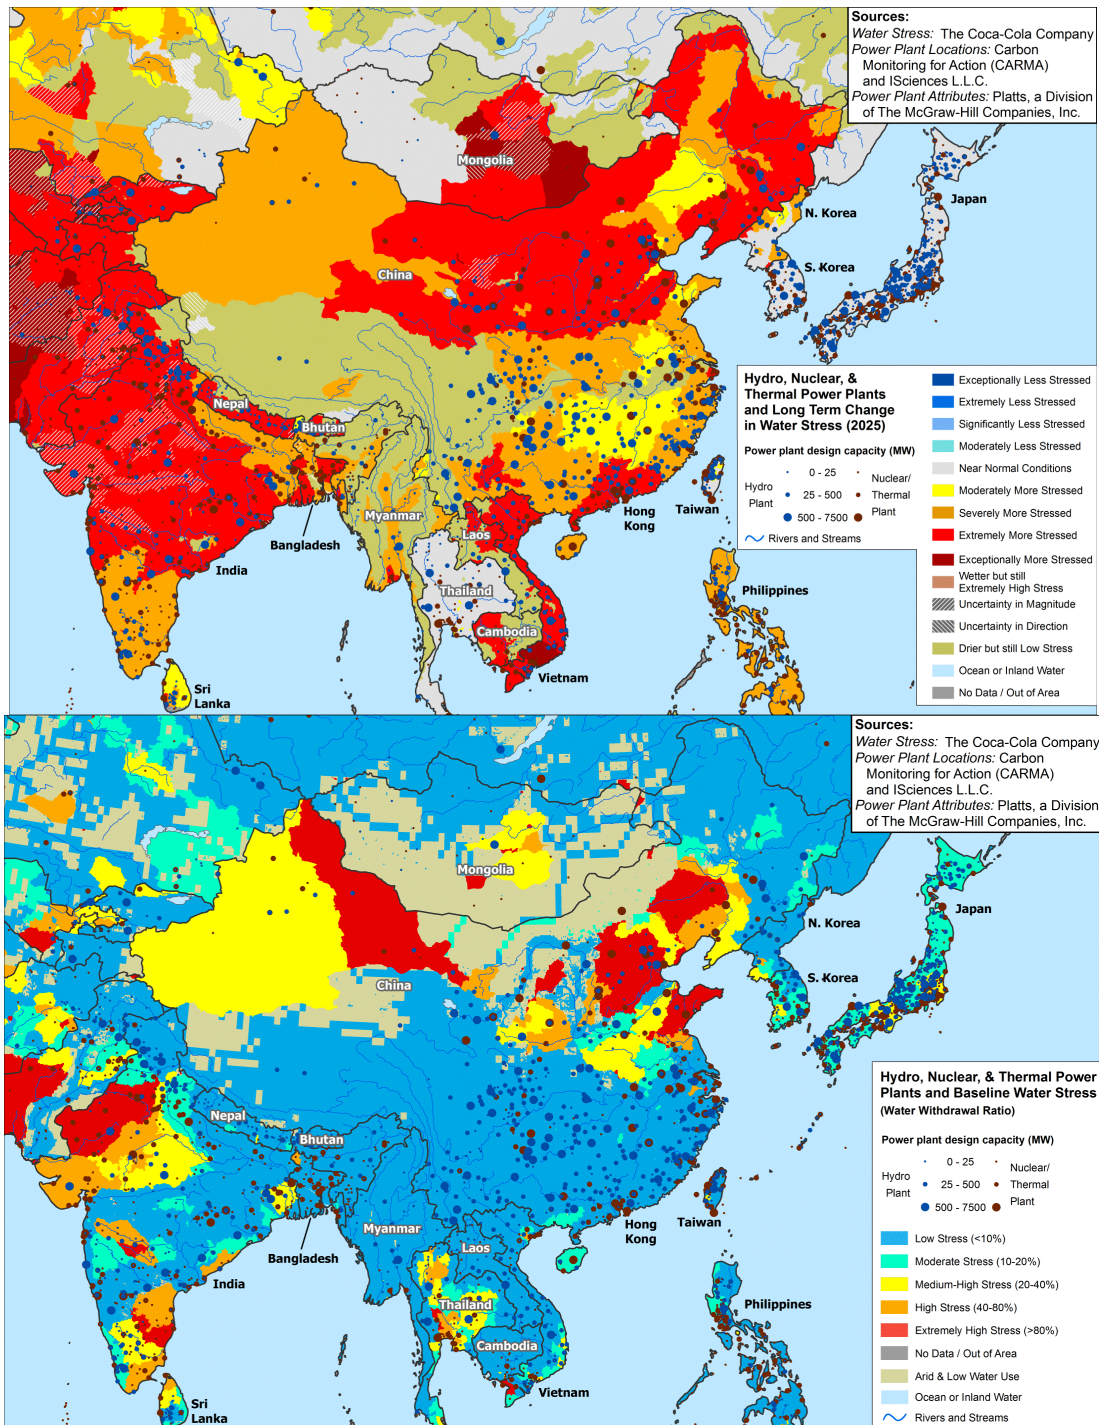 Sources:
Water Stress: The Coca-Cola Company
Power Plant Locations: Carbon
Monitoring for Action (CARMA)
and ISciences L.L.C.
Power Plant Attributes: Platts, a Division
of The McGraw-Hill Companies, Inc.
Mongolia
Japan
N. Korea
S. Korea
China
Nepal
Bhutan
Myanmar
Laos
Hong
Kong
Taiwan
Bangladesh
India
Thailand
Cambodia
Philippines
Vietnam
Sri
Lanka
Hydro, Nuclear, &
Thermal Power Plants
and Long Term Change
in Water Stress (2025)
Power plant design capacity (MW)
Hydro
Plant
0 - 25
25 - 500
500 - 7500
Nuclear/
Thermal
Plant
Rivers and Streams
Exceptionally Less Stressed
Extremely Less Stressed
Significantly Less Stressed
Moderately Less Stressed
Near Normal Conditions
Moderately More Stressed
Severely More Stressed
Extremely More Stressed
Exceptionally More Stressed
Wetter but still
Extremely High Stress
Uncertainty in Magnitude
Uncertainty in Direction
Drier but still Low Stress
Ocean or Inland Water
No Data / Out of Area
Sources:
Water Stress: The Coca-Cola Company
Power Plant Locations: Carbon
Monitoring for Action (CARMA)
and ISciences L.L.C.
Power Plant Attributes: Platts, a Division
of The McGraw-Hill Companies, Inc.
Mongolia
Japan
N. Korea
S. Korea
China
Nepal
Bhutan
Myanmar
Laos
Hong
Kong
Taiwan
Bangladesh
India
Thailand
Cambodia
Philippines
Vietnam
Sri
Lanka
Hydro, Nuclear, & Thermal Power
Plants and Baseline Water Stress
(Water Withdrawal Ratio)
Power plant design capacity (MW)
Hydro
Plant
0 - 25
25 - 500
500 - 7500
Nuclear/
Thermal
Plant
Low Stress (<10%)
Moderate Stress (10-20%)
Medium-High Stress (20-40%)
High Stress (40-80%)
Extremely High Stress (>80%)
No Data / Out of Area
Arid & Low Water Use
Ocean or Inland Water
Rivers and Streams